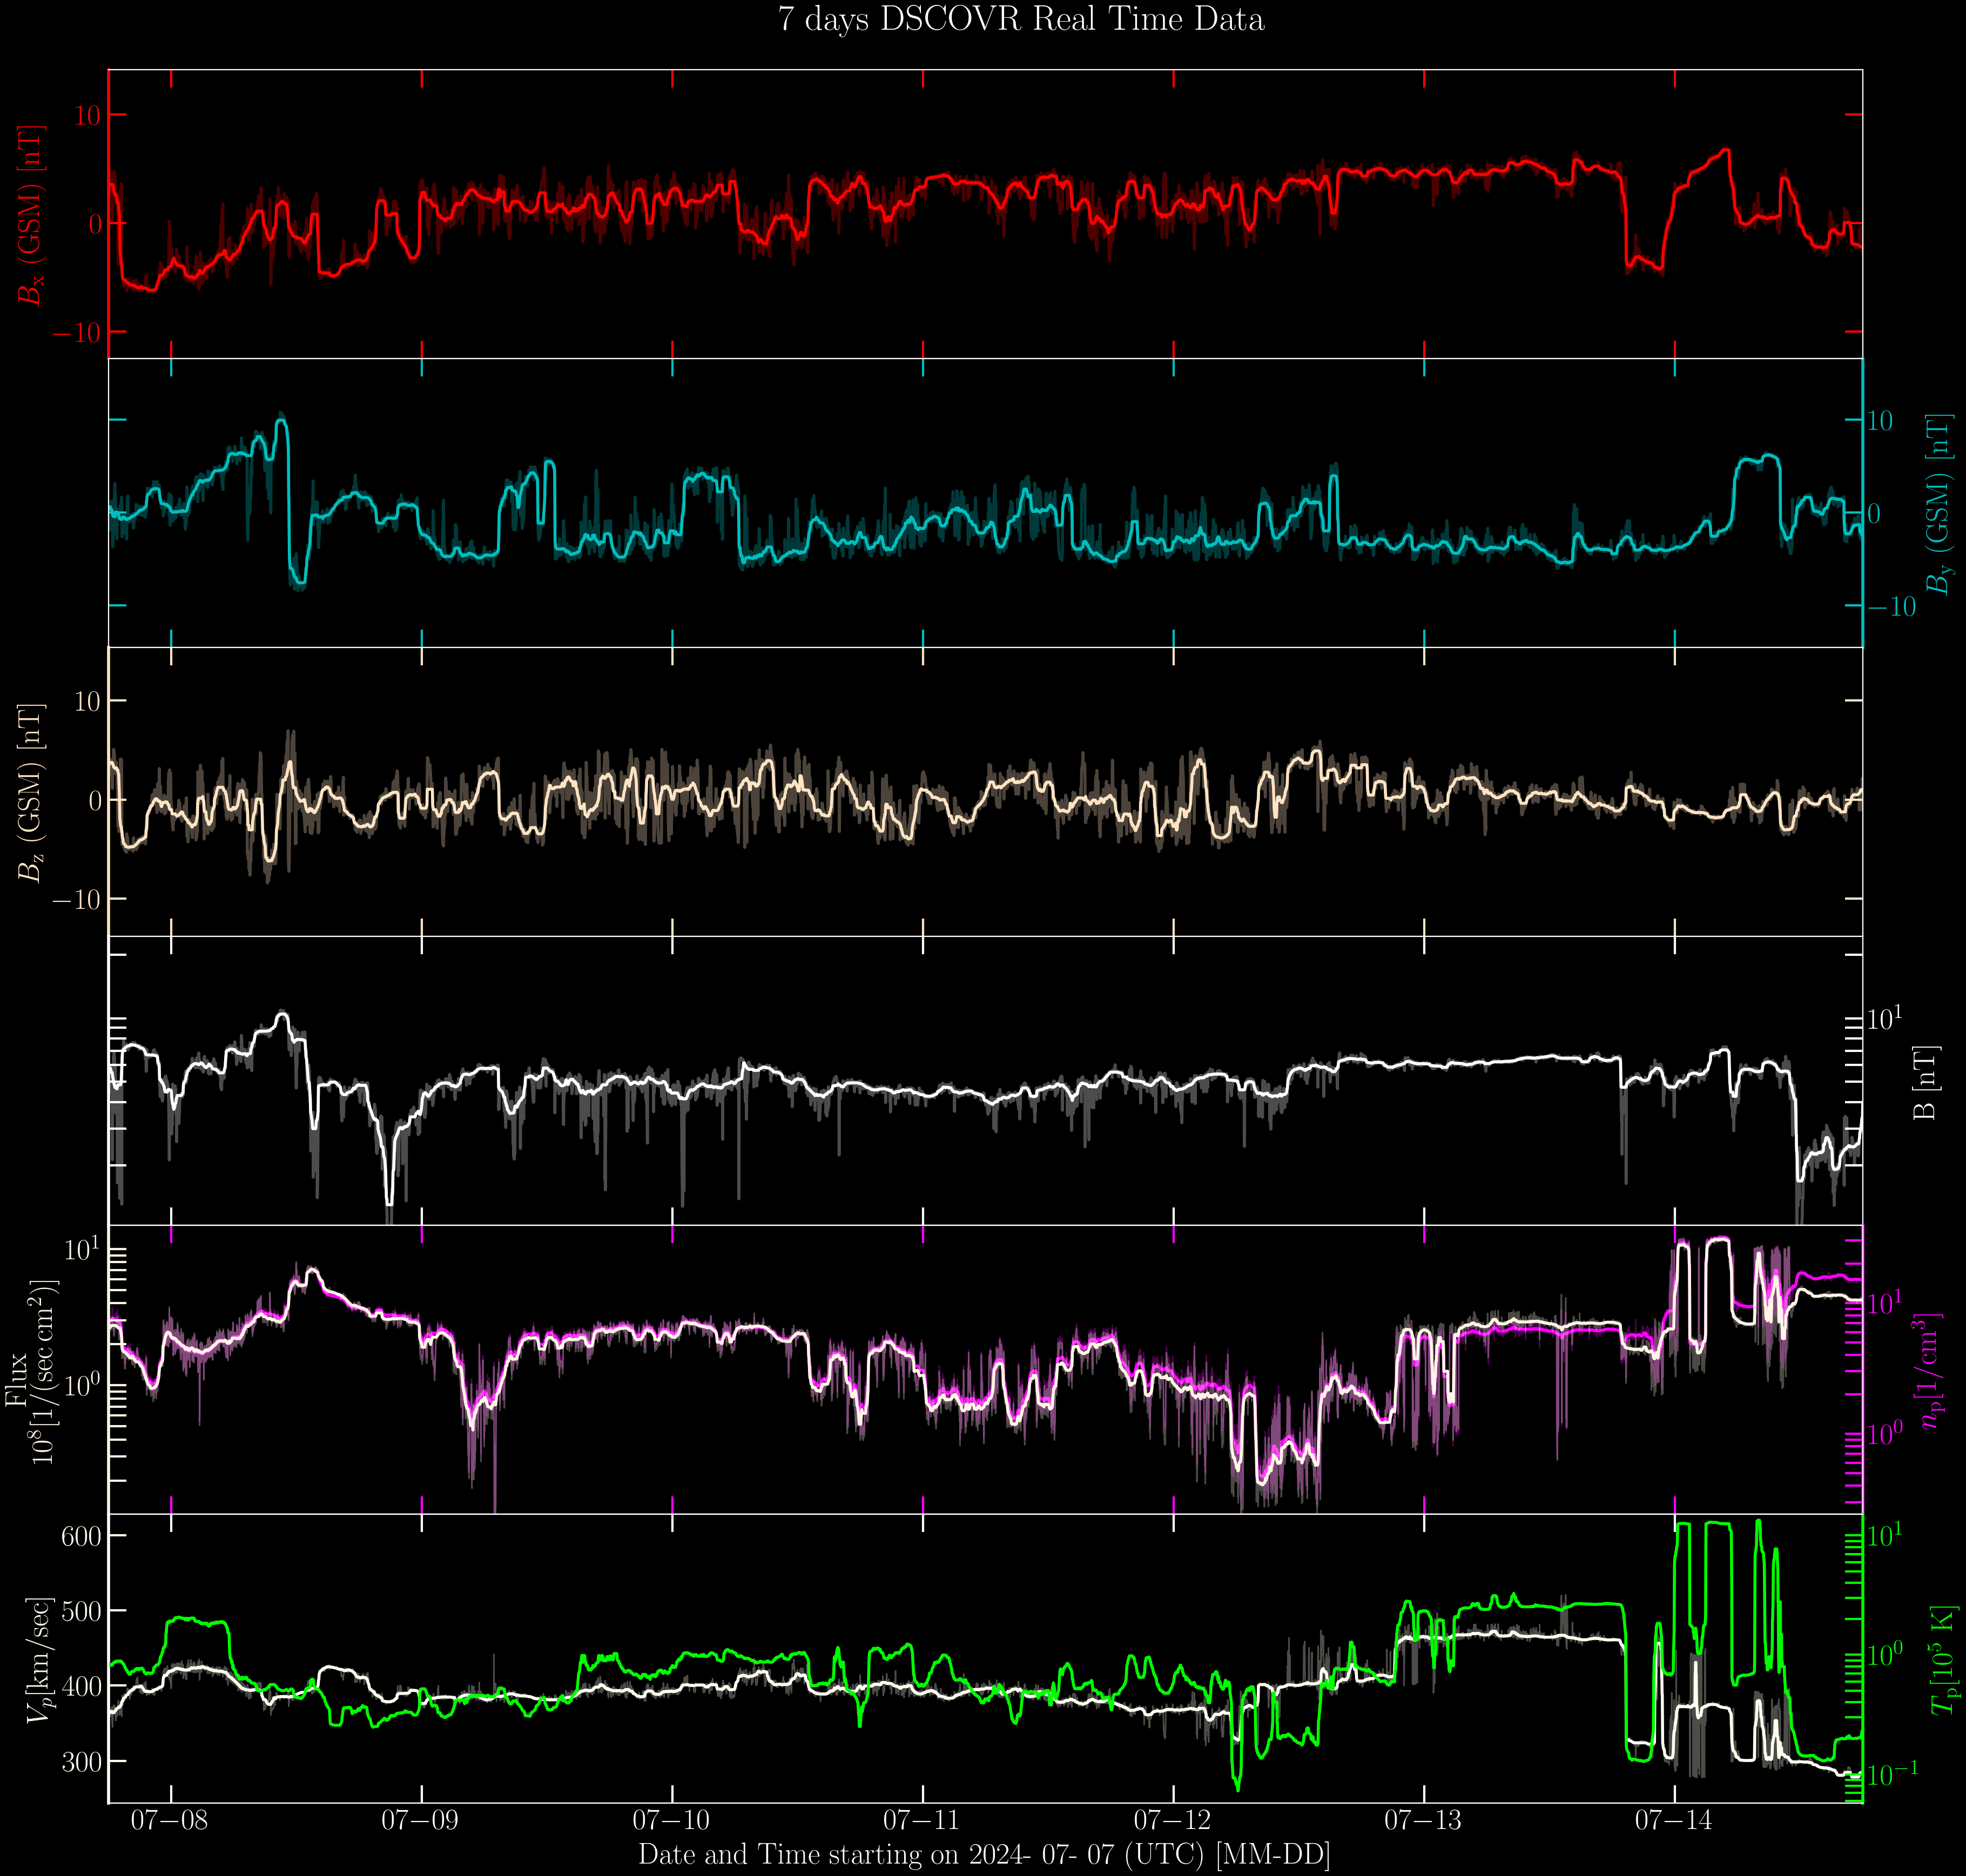 7 days DSCOVR Real Time Data
10
0
−10
Bx (GSM) [nT]
10
0
−10
By (GSM) [nT]
10
0
−10
Bz (GSM) [nT]
10^1
B [nT]
10^1
10^0
Flux
10^8[1/(sec cm^2)]
10^1
10^0
np[1/cm^3]
600
500
400
300
Vp[km/sec]
10^1
10^0
10^−1
Tp[10^5 K]
07−08 07−09 07−10 07−11 07−12 07−13 07−14
Date and Time starting on 2024- 07- 07 (UTC) [MM-DD]